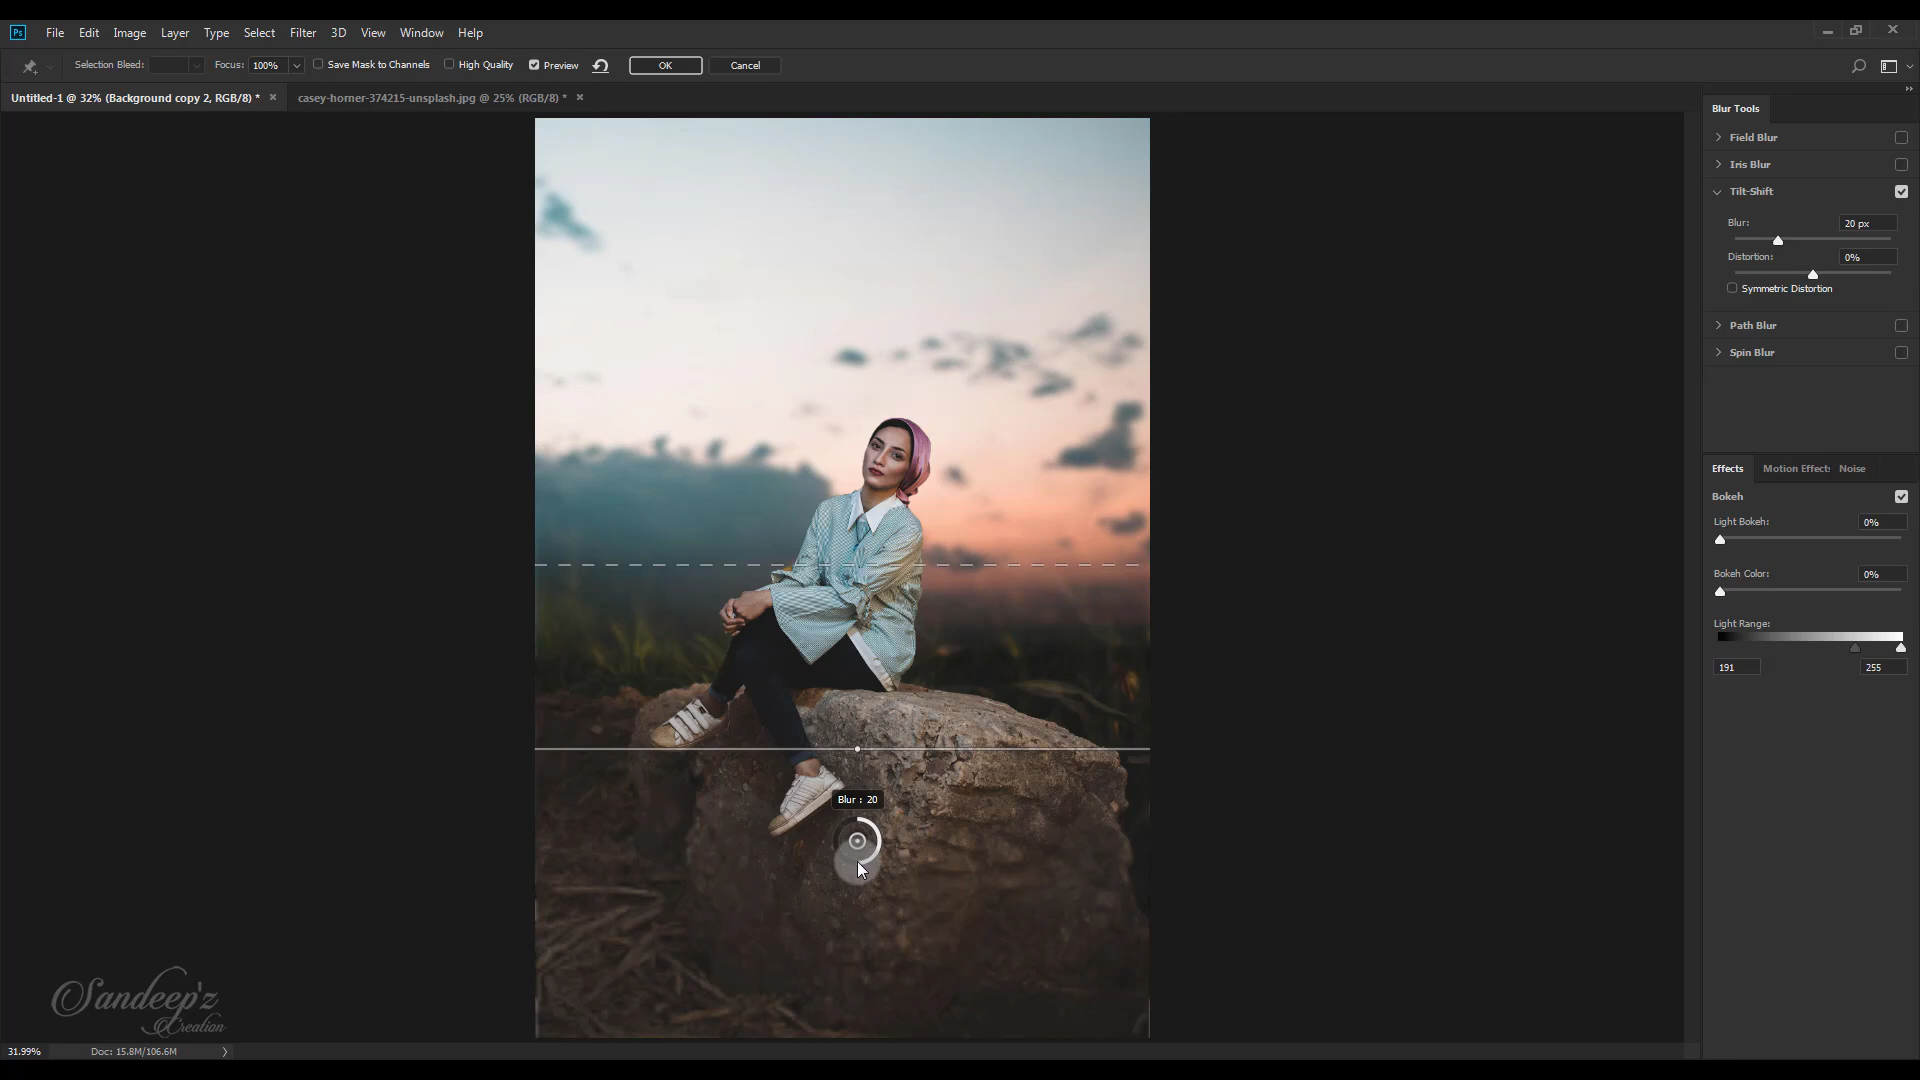 Ps File Edit Image Layer Type Select Filter 3D View Window Help
Selection Bleed: Focus: 100% Save Mask to Channels High Quality Preview OK Cancel
Untitled-1 @ 32% (Background copy 2, RGB/8) * × casey-horner-374215-unsplash.jpg @ 25% (RGB/8) * ×
Blur Tools
Field Blur
Iris Blur
Tilt-Shift
Blur: 20 px
Distortion: 0%
Symmetric Distortion
Path Blur
Spin Blur
Effects Motion Effects Noise
Bokeh
Light Bokeh: 0%
Bokeh Color: 0%
Light Range:
191 255
Blur : 20
Sandeep'z
Creation
31.99% Doc: 15.8M/106.6M